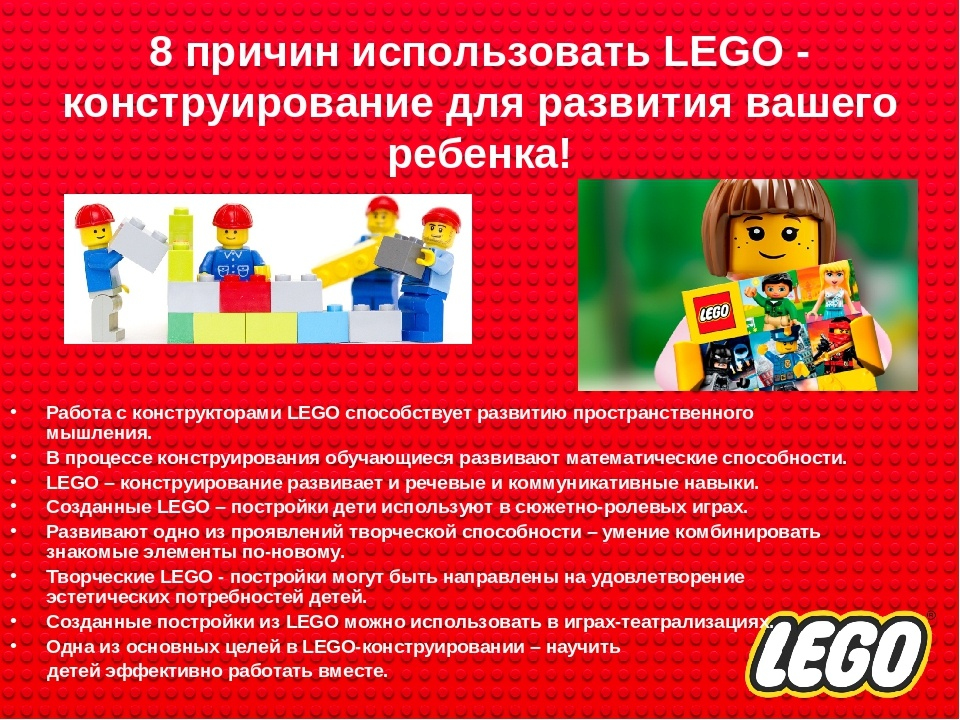 8 причин использовать LEGO -
конструирование для развития вашего
ребенка!
LEGO
• Работа с конструкторами LEGO способствует развитию пространственного
мышления.
• В процессе конструирования обучающиеся развивают математические способности.
• LEGO – конструирование развивает и речевые и коммуникативные навыки.
• Созданные LEGO – постройки дети используют в сюжетно-ролевых играх.
• Развивают одно из проявлений творческой способности – умение комбинировать
знакомые элементы по-новому.
• Творческие LEGO - постройки могут быть направлены на удовлетворение
эстетических потребностей детей.
• Созданные постройки из LEGO можно использовать в играх-театрализациях.
• Одна из основных целей в LEGO-конструировании – научить
детей эффективно работать вместе.
LEGO ®